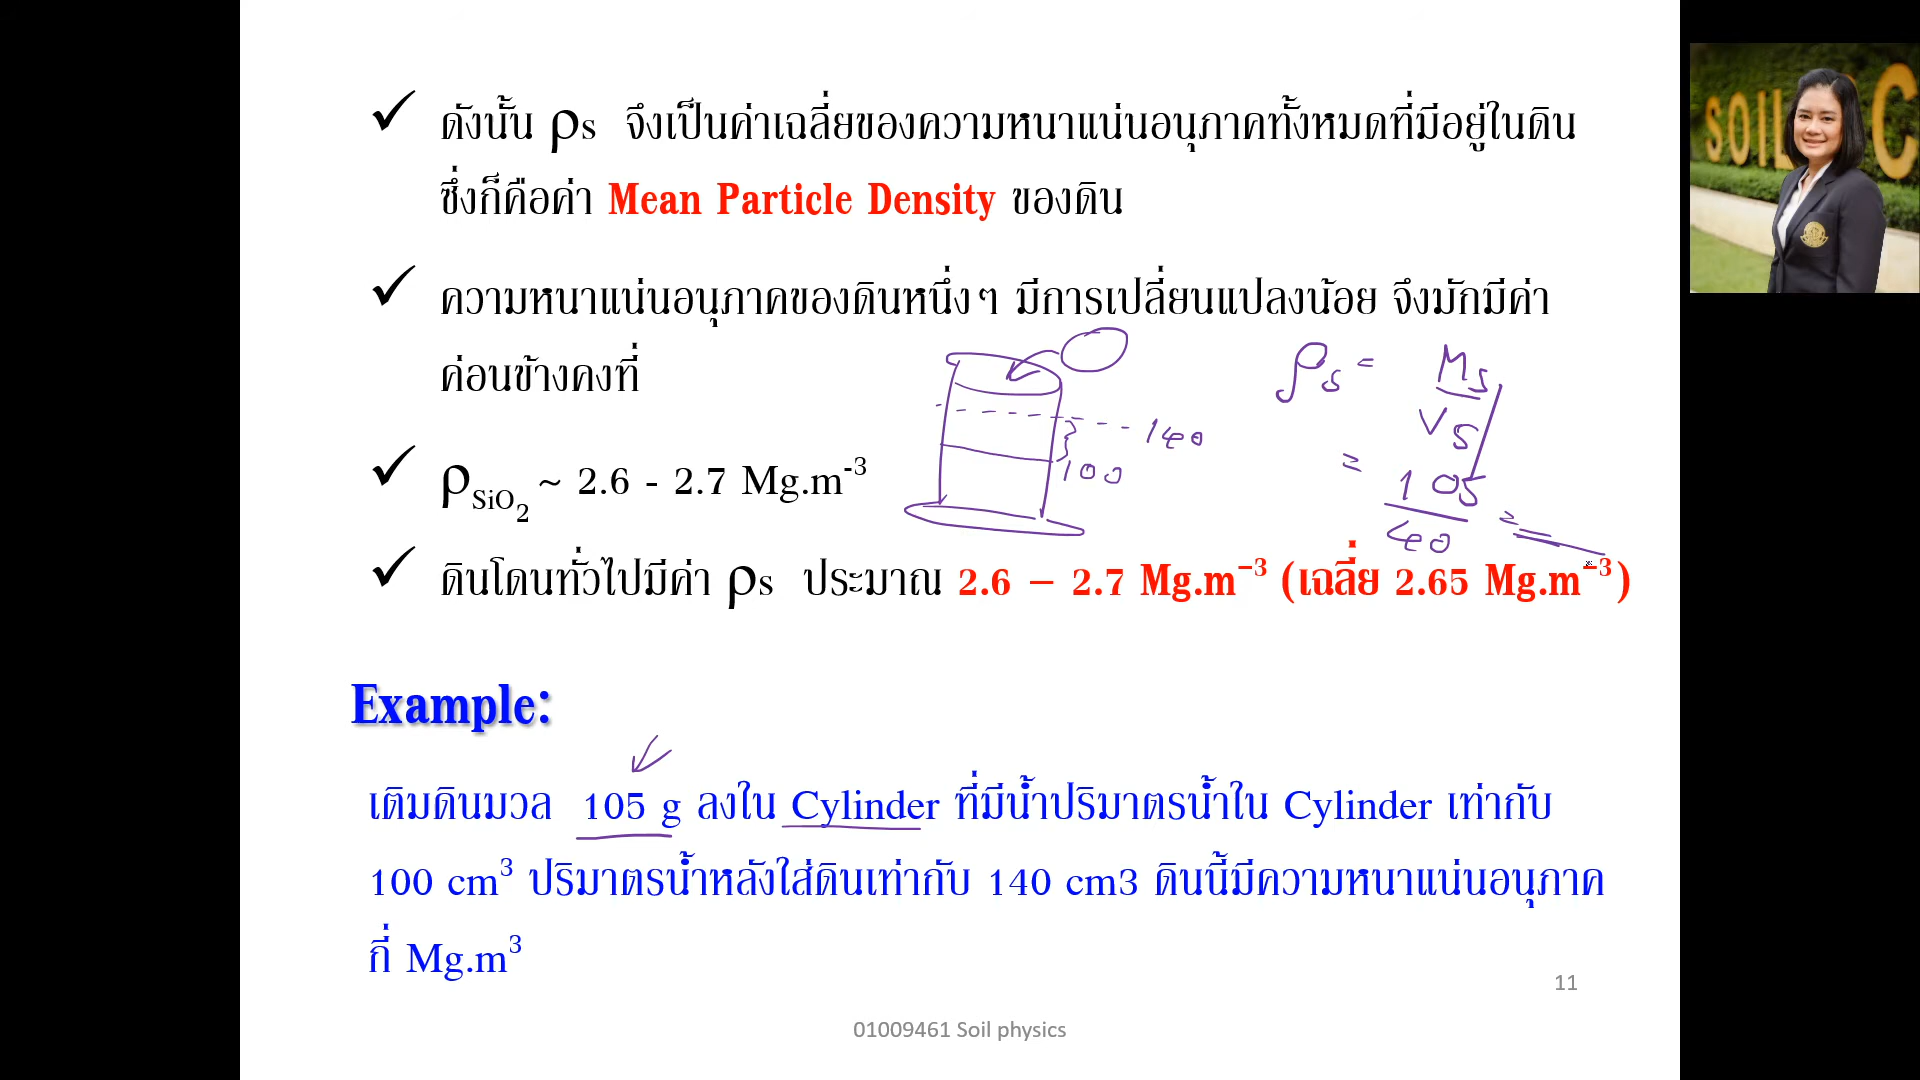 ✓ ดังนั้น ρs จึงเป็นค่าเฉลี่ยของความหนาแน่นอนุภาคทั้งหมดที่มีอยู่ในดิน
ซึ่งก็คือค่า Mean Particle Density ของดิน
✓ ความหนาแน่นอนุภาคของดินหนึ่งๆ มีการเปลี่ยนแปลงน้อย จึงมักมีค่า
ค่อนข้างคงที่
140
100
ρs = Ms
Vs
= 105
40
=
✓ ρSiO2 ~ 2.6 - 2.7 Mg.m-3
✓ ดินโดนทั่วไปมีค่า ρs ประมาณ 2.6 – 2.7 Mg.m–3 (เฉลี่ย 2.65 Mg.m–3)
Example:
เติมดินมวล 105 g ลงใน Cylinder ที่มีน้ำปริมาตรน้ำใน Cylinder เท่ากับ
100 cm3 ปริมาตรน้ำหลังใส่ดินเท่ากับ 140 cm3 ดินนี้มีความหนาแน่นอนุภาค
กี่ Mg.m3
11
01009461 Soil physics
SOIL
C